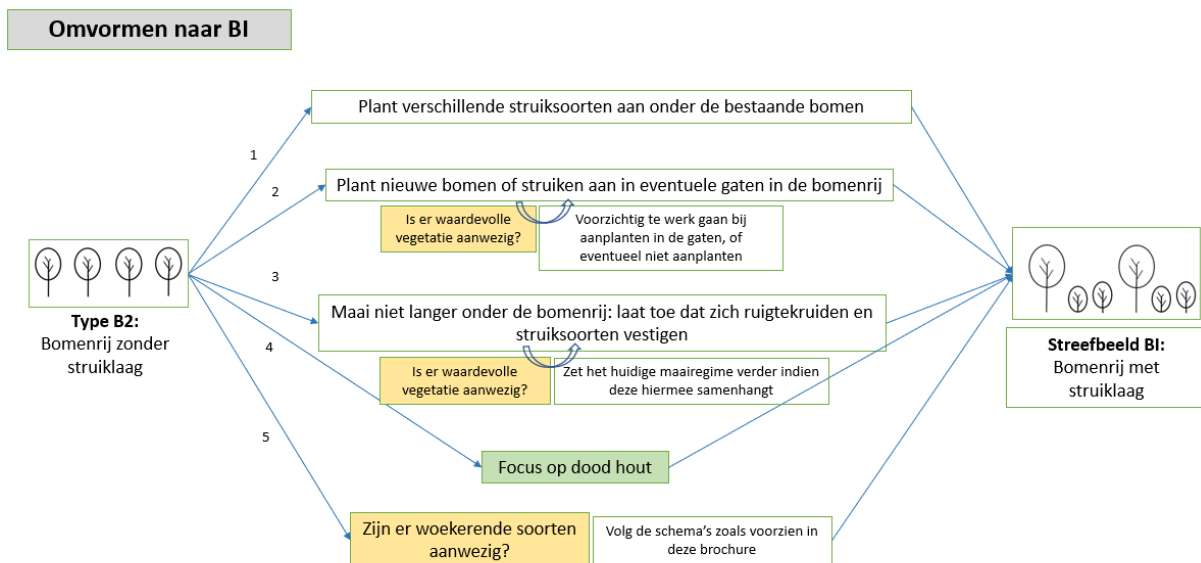 Omvormen naar BI
Plant verschillende struiksoorten aan onder de bestaande bomen
1
2
Plant nieuwe bomen of struiken aan in eventuele gaten in de bomenrij
Is er waardevolle
vegetatie aanwezig?
Voorzichtig te werk gaan bij
aanplanten in de gaten, of
eventueel niet aanplanten
3
Type B2:
Bomenrij zonder
struiklaag
Maai niet langer onder de bomenrij: laat toe dat zich ruigtekruiden en
struiksoorten vestigen
4
Is er waardevolle
vegetatie aanwezig?
Zet het huidige maairegime verder indien
deze hiermee samenhangt
Streefbeeld BI:
Bomenrij met
struiklaag
5
Focus op dood hout
Zijn er woekerende soorten
aanwezig?
Volg de schema's zoals voorzien in
deze brochure